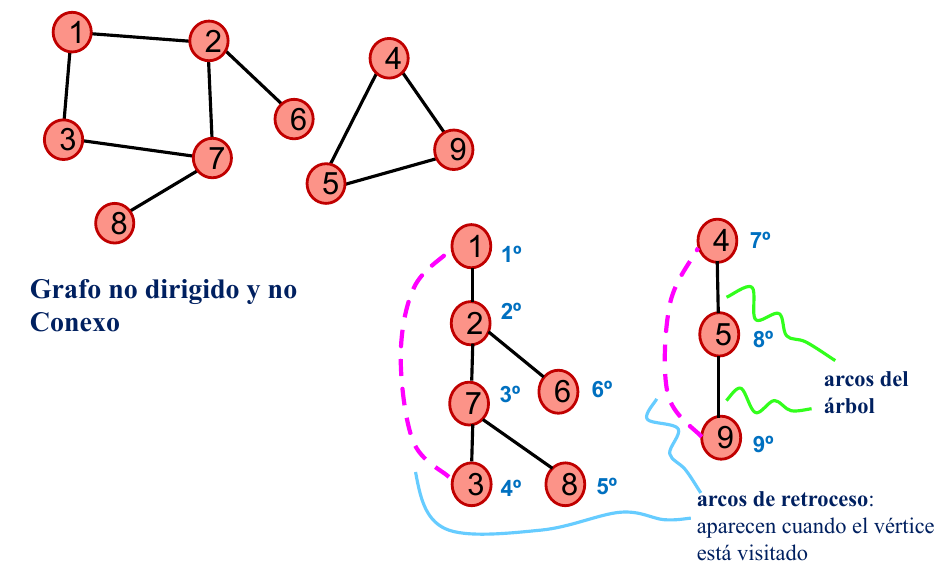 1
2
4
6
3
9
7
5
8
1
1º
4
7º
Grafo no dirigido y no
Conexo
2
2º
5
8º
arcos del
árbol
7
3º
6
6º
9
9º
3
4º
8
5º
arcos de retroceso:
aparecen cuando el vértice
está visitado